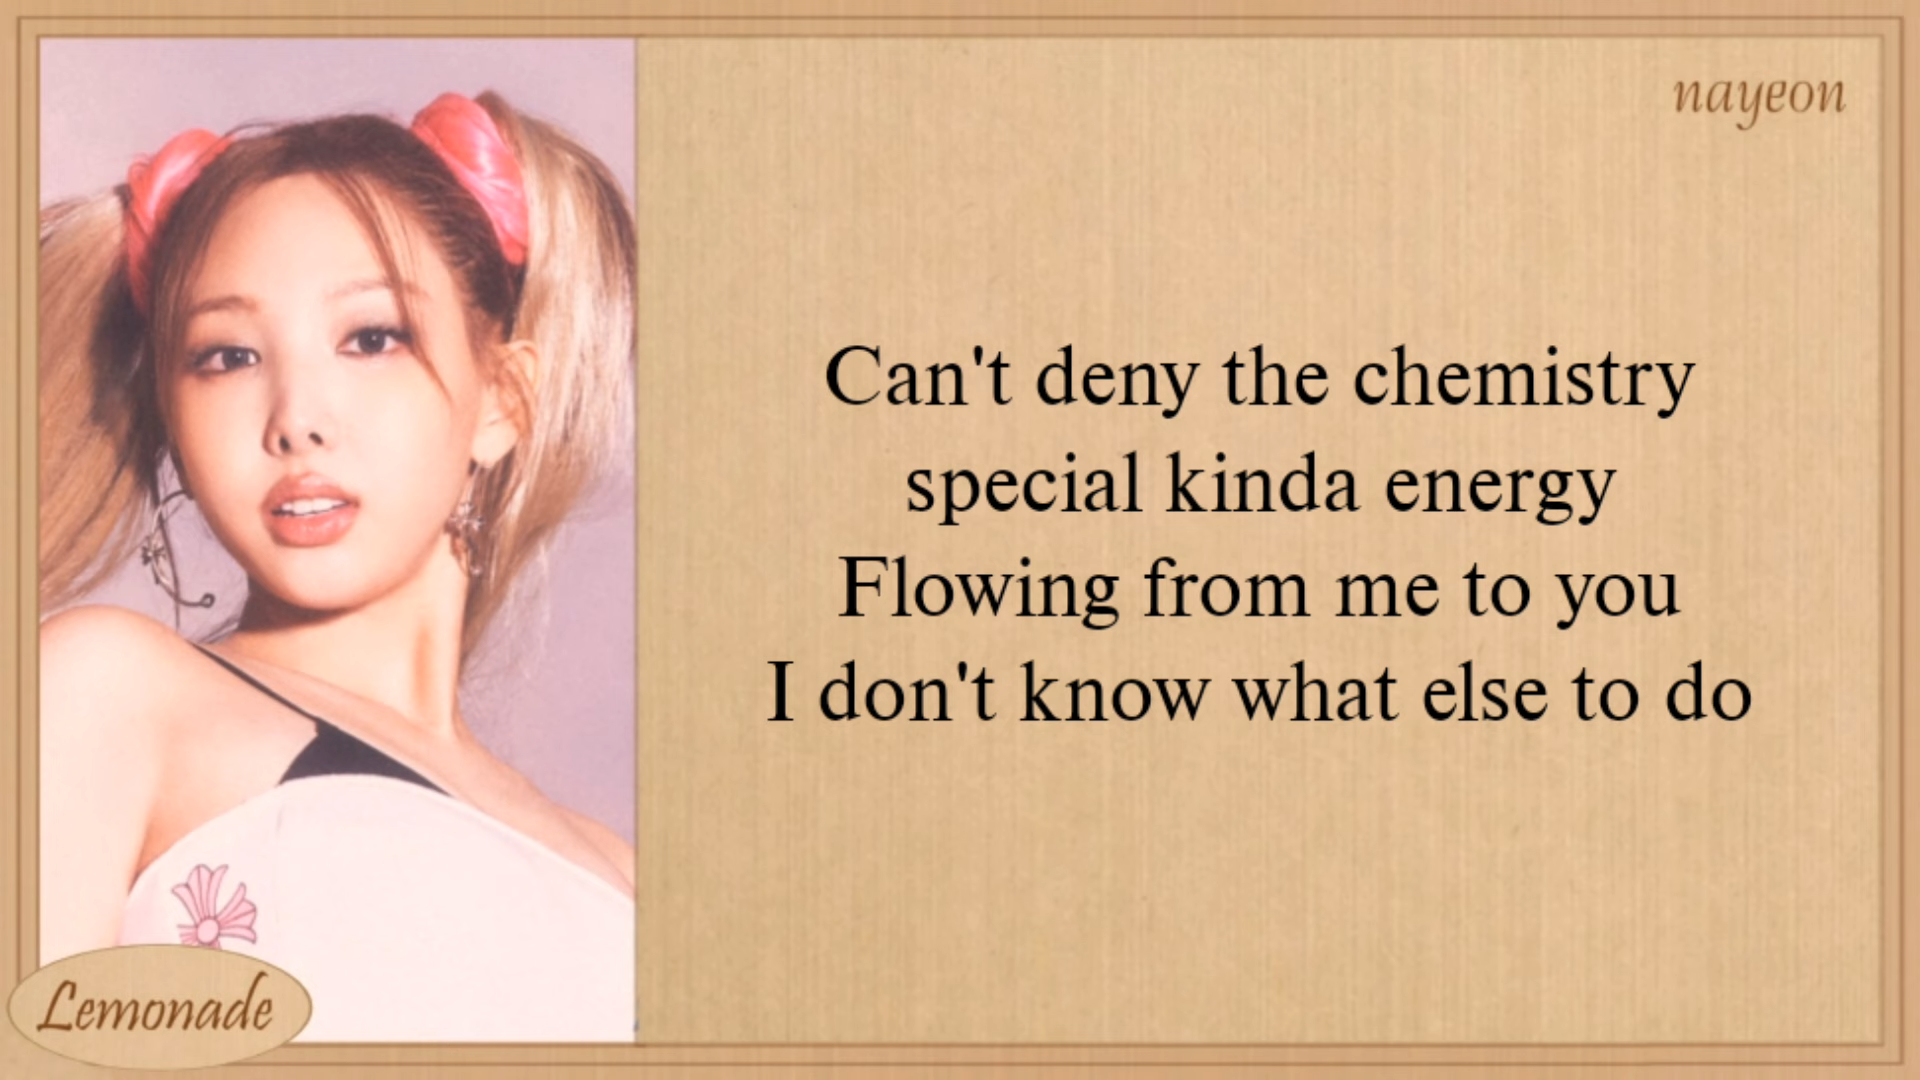 nayeon
Can't deny the chemistry
special kinda energy
Flowing from me to you
I don't know what else to do
Lemonade